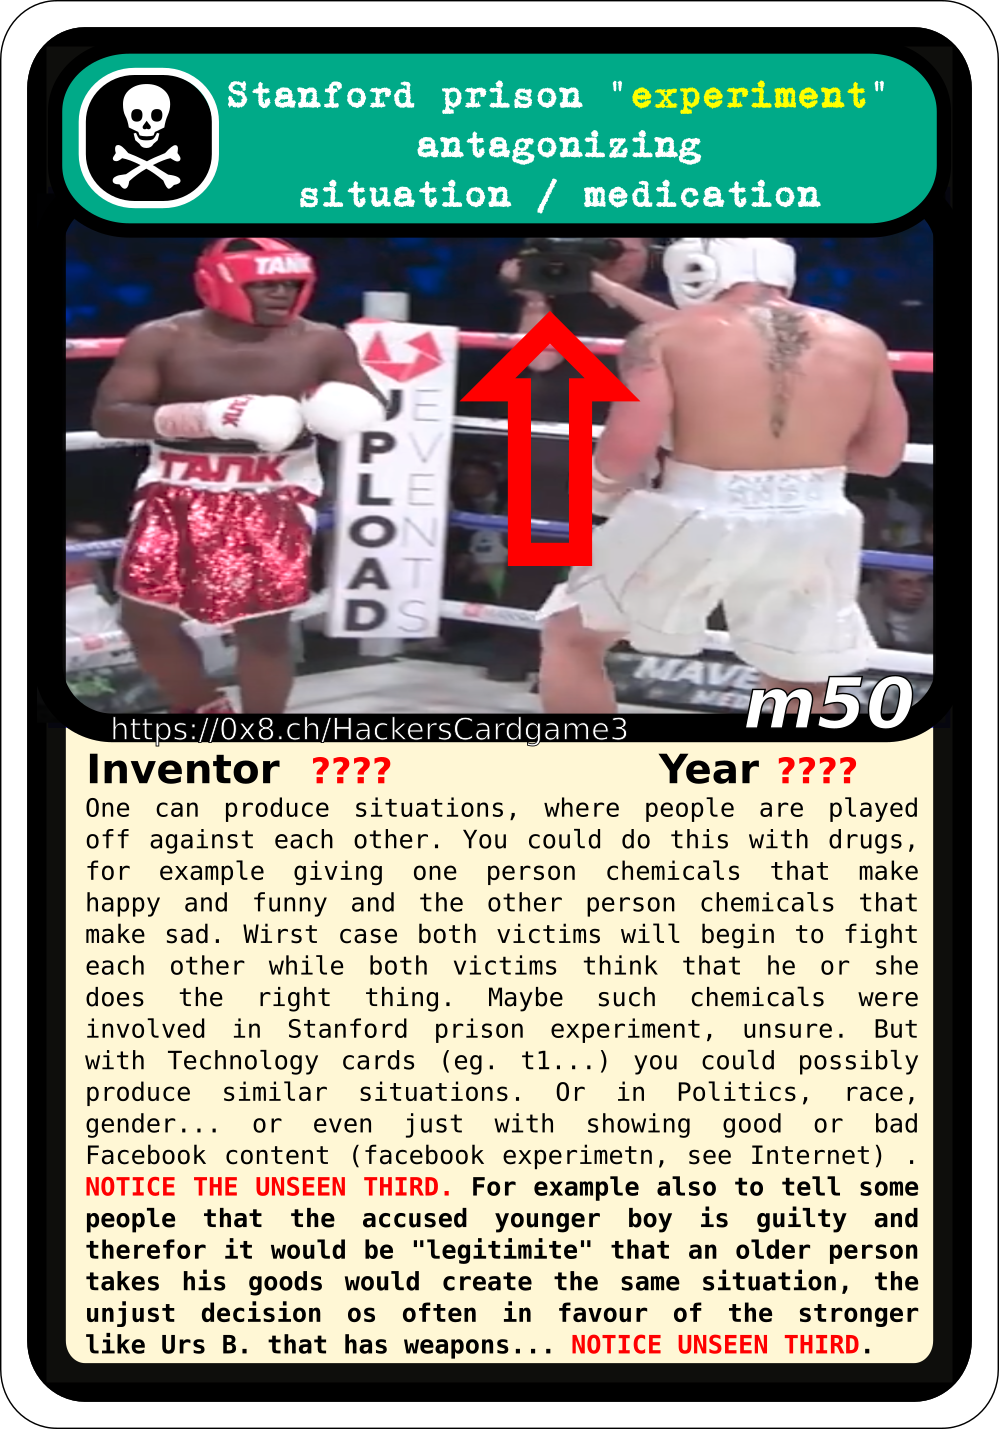 Stanford prison "experiment"
antagonizing
situation / medication
TANK
TANK
TANK
UPLOAD
EVENTS
MAVE
m50
https://0x8.ch/HackersCardgame3
Inventor ???? Year ????
One can produce situations, where people are played
off against each other. You could do this with drugs,
for example giving one person chemicals that make
happy and funny and the other person chemicals that
make sad. Wirst case both victims will begin to fight
each other while both victims think that he or she
does the right thing. Maybe such chemicals were
involved in Stanford prison experiment, unsure. But
with Technology cards (eg. t1...) you could possibly
produce similar situations. Or in Politics, race,
gender... or even just with showing good or bad
Facebook content (facebook experimetn, see Internet) .
NOTICE THE UNSEEN THIRD. For example also to tell some
people that the accused younger boy is guilty and
therefor it would be "legitimite" that an older person
takes his goods would create the same situation, the
unjust decision os often in favour of the stronger
like Urs B. that has weapons... NOTICE UNSEEN THIRD.